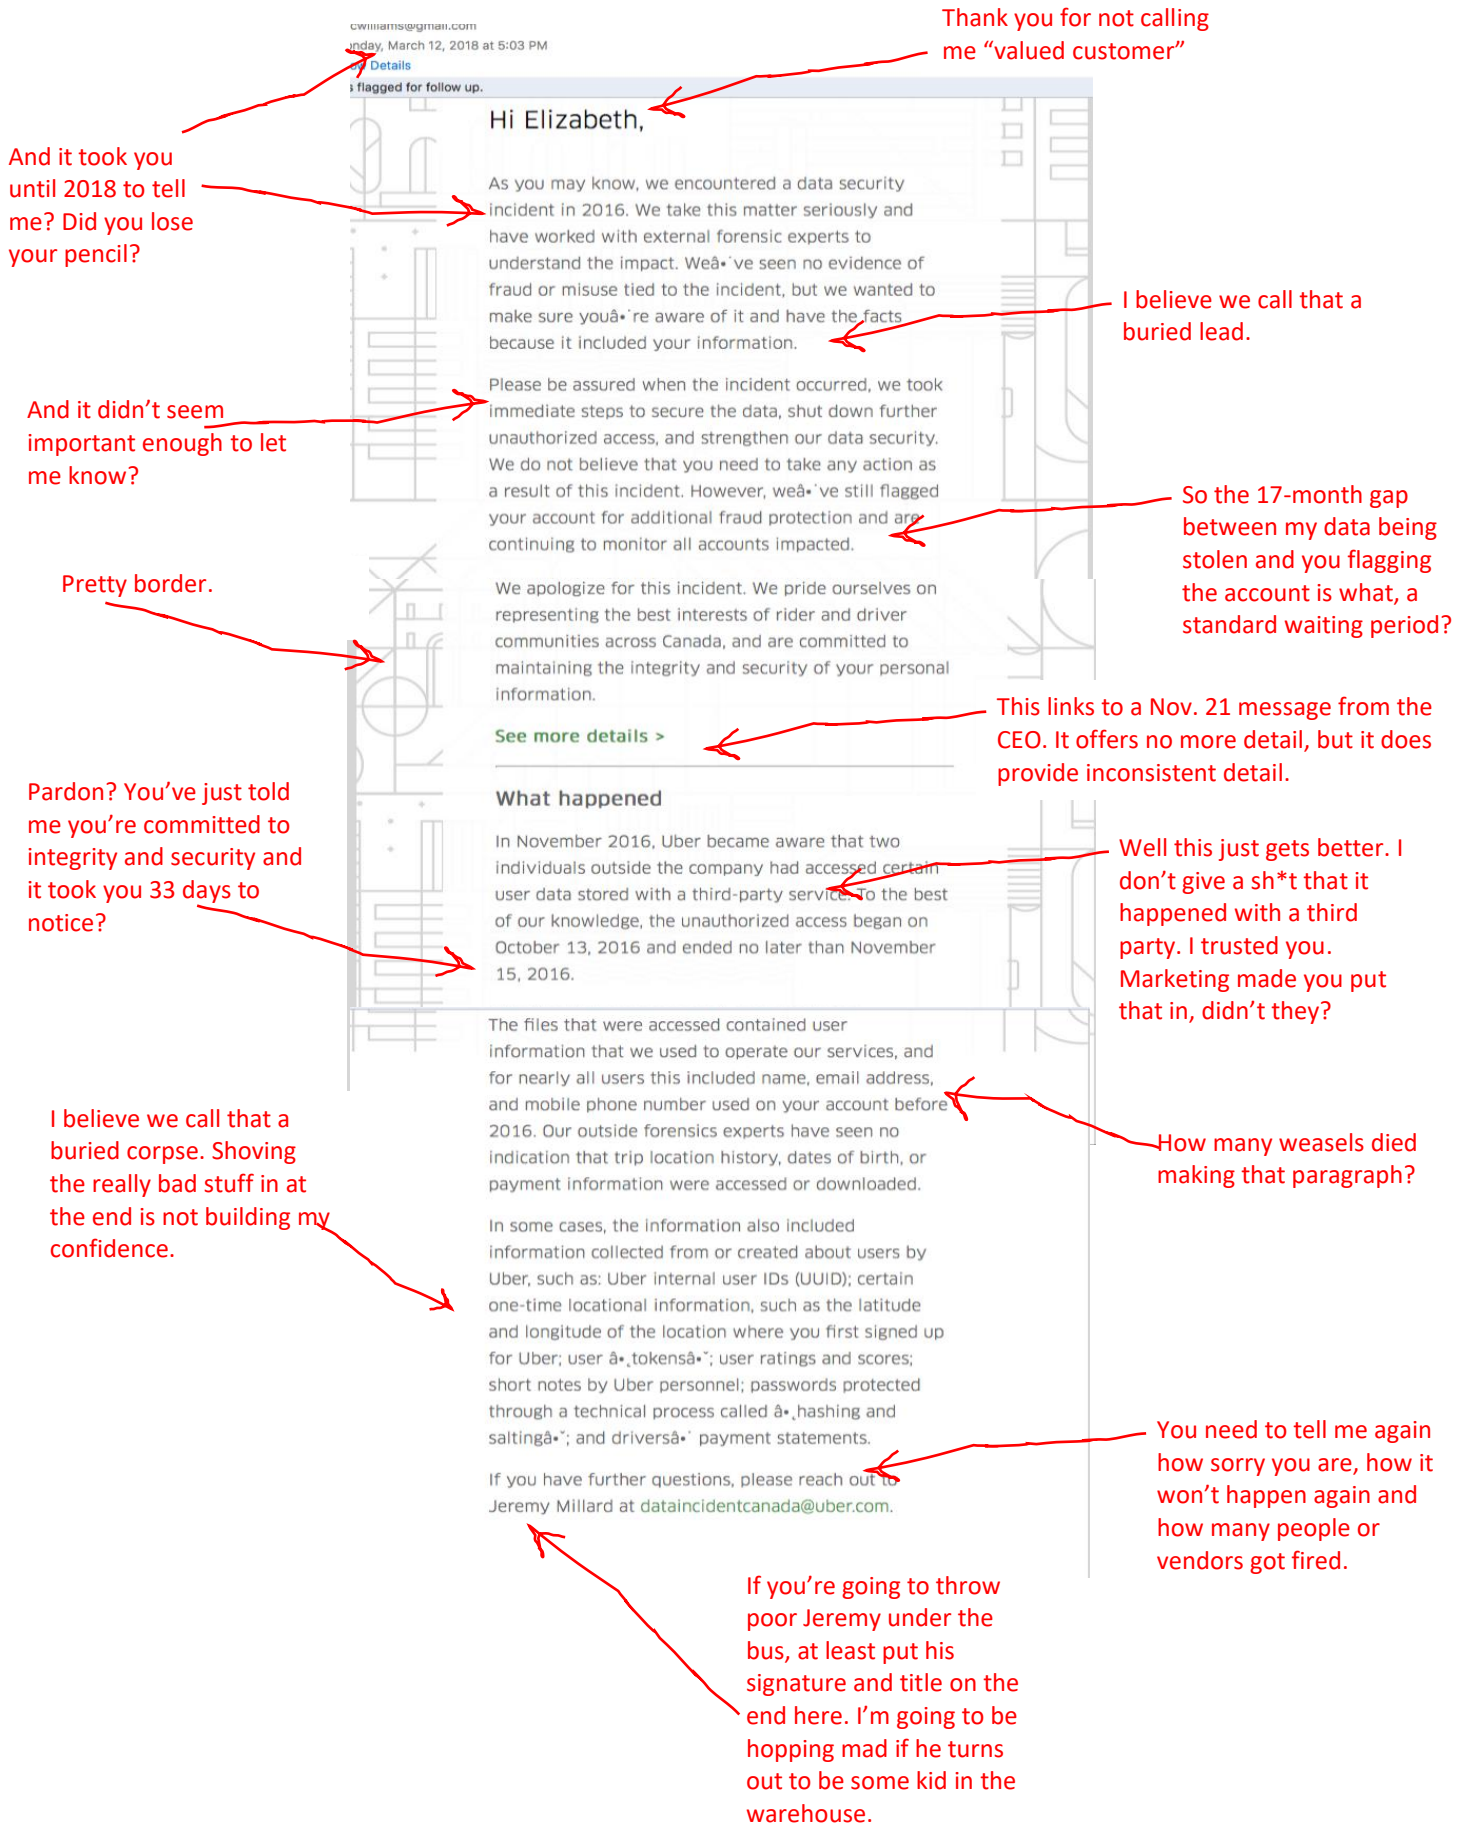 Thank you for not calling
me “valued customer”
cwilliams@gmail.com
onday, March 12, 2018 at 5:03 PM
ow Details
s flagged for follow up.
Hi Elizabeth,
And it took you
until 2018 to tell
me? Did you lose
your pencil?
As you may know, we encountered a data security
incident in 2016. We take this matter seriously and
have worked with external forensic experts to
understand the impact. Weâ•˙ve seen no evidence of
fraud or misuse tied to the incident, but we wanted to
make sure youâ•˙re aware of it and have the facts
because it included your information.
I believe we call that a
buried lead.
And it didn’t seem
important enough to let
me know?
Please be assured when the incident occurred, we took
immediate steps to secure the data, shut down further
unauthorized access, and strengthen our data security.
We do not believe that you need to take any action as
a result of this incident. However, weâ•˙ve still flagged
your account for additional fraud protection and are
continuing to monitor all accounts impacted.
So the 17-month gap
between my data being
stolen and you flagging
the account is what, a
standard waiting period?
Pretty border.
We apologize for this incident. We pride ourselves on
representing the best interests of rider and driver
communities across Canada, and are committed to
maintaining the integrity and security of your personal
information.
See more details >
This links to a Nov. 21 message from the
CEO. It offers no more detail, but it does
provide inconsistent detail.
Pardon? You’ve just told
me you’re committed to
integrity and security and
it took you 33 days to
notice?
What happened
In November 2016, Uber became aware that two
individuals outside the company had accessed certain
user data stored with a third-party service. To the best
of our knowledge, the unauthorized access began on
October 13, 2016 and ended no later than November
15, 2016.
Well this just gets better. I
don’t give a sh*t that it
happened with a third
party. I trusted you.
Marketing made you put
that in, didn’t they?
The files that were accessed contained user
information that we used to operate our services, and
for nearly all users this included name, email address,
and mobile phone number used on your account before
2016. Our outside forensics experts have seen no
indication that trip location history, dates of birth, or
payment information were accessed or downloaded.
How many weasels died
making that paragraph?
I believe we call that a
buried corpse. Shoving
the really bad stuff in at
the end is not building my
confidence.
In some cases, the information also included
information collected from or created about users by
Uber, such as: Uber internal user IDs (UUID); certain
one-time locational information, such as the latitude
and longitude of the location where you first signed up
for Uber; user â•¸tokensâ•˝; user ratings and scores;
short notes by Uber personnel; passwords protected
through a technical process called â•¸hashing and
saltingâ•˝; and driversâ•˙ payment statements.
If you have further questions, please reach out to
Jeremy Millard at dataincidentcanada@uber.com.
You need to tell me again
how sorry you are, how it
won’t happen again and
how many people or
vendors got fired.
If you’re going to throw
poor Jeremy under the
bus, at least put his
signature and title on the
end here. I’m going to be
hopping mad if he turns
out to be some kid in the
warehouse.